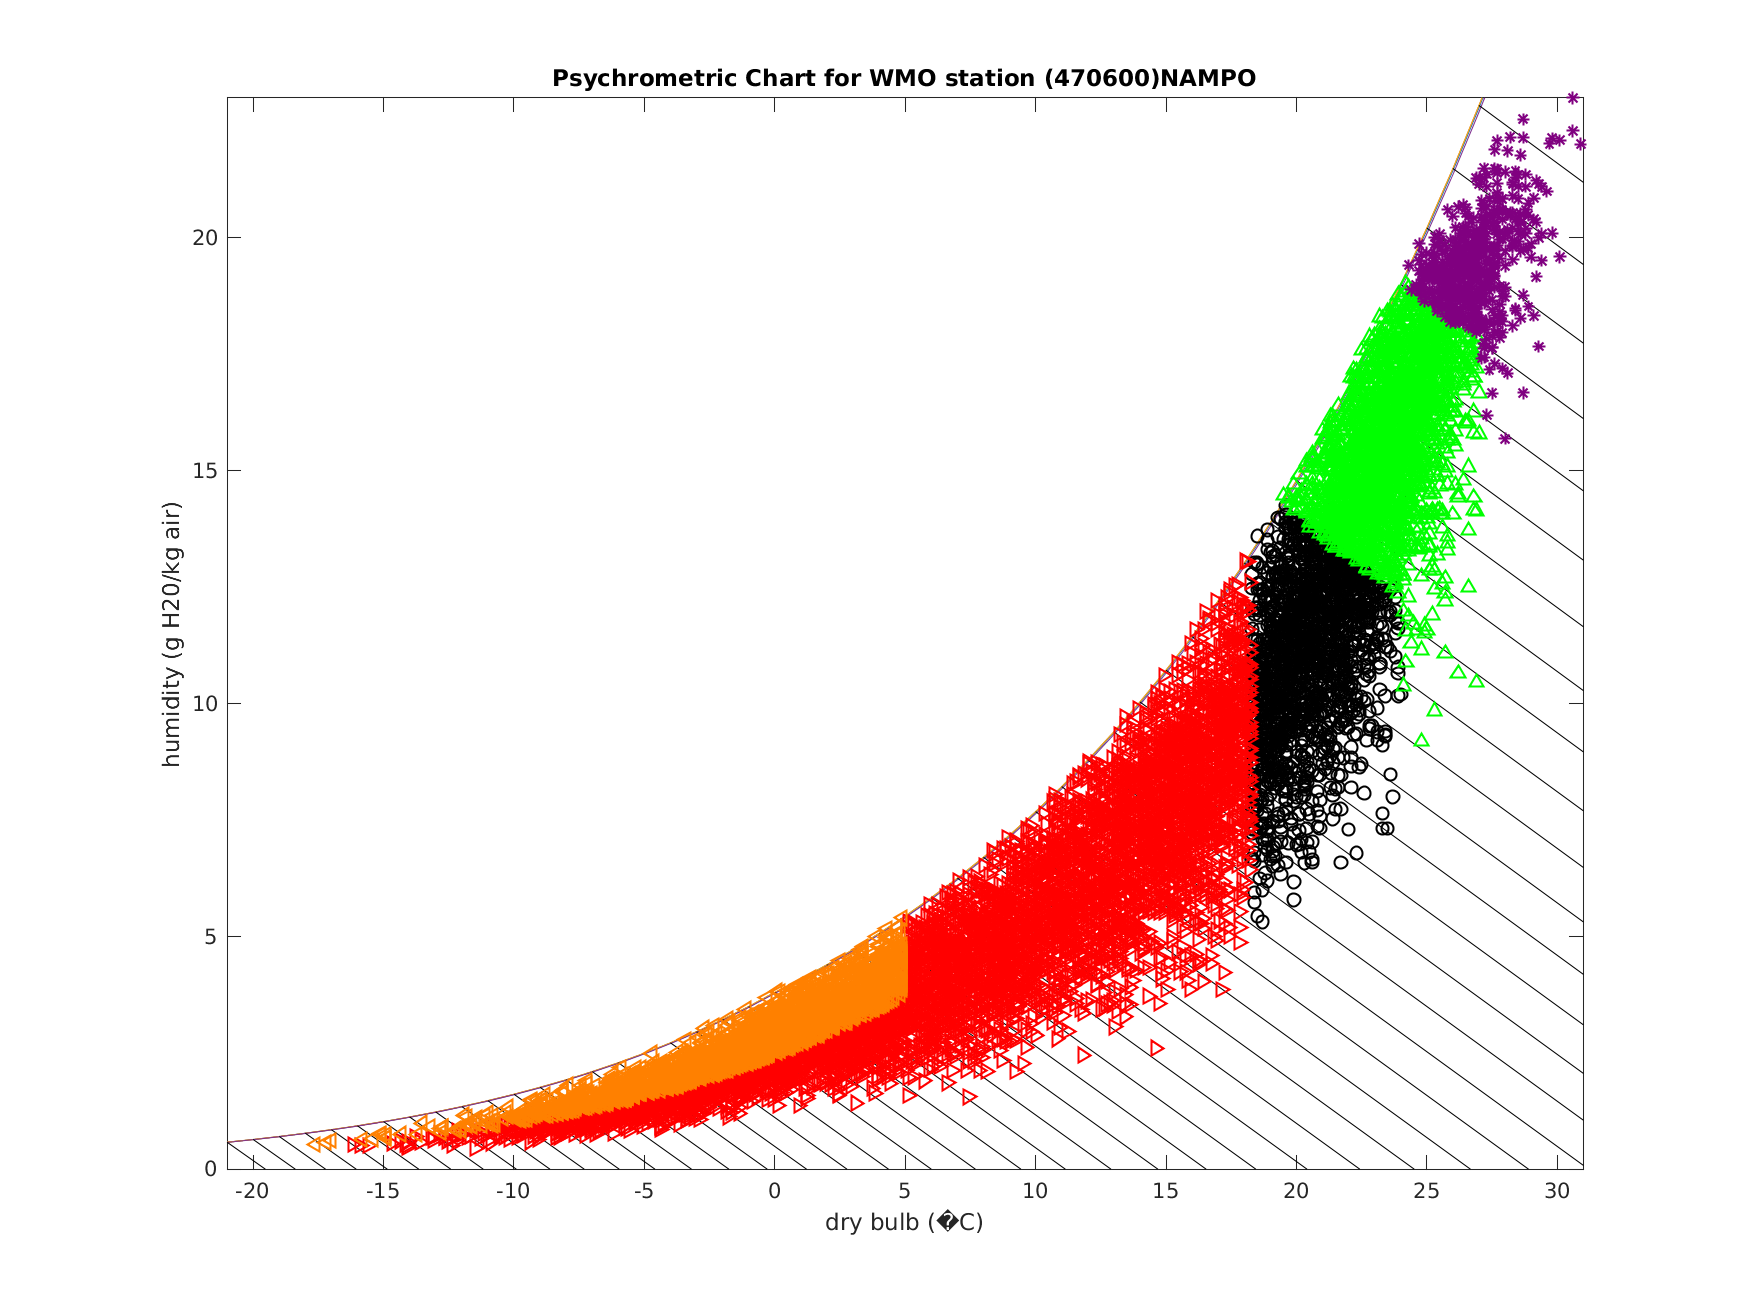 Psychrometric Chart for WMO station (470600)NAMPO
20
15
10
5
0
humidity (g H20/kg air)
-20 -15 -10 -5 0 5 10 15 20 25 30
dry bulb (�C)